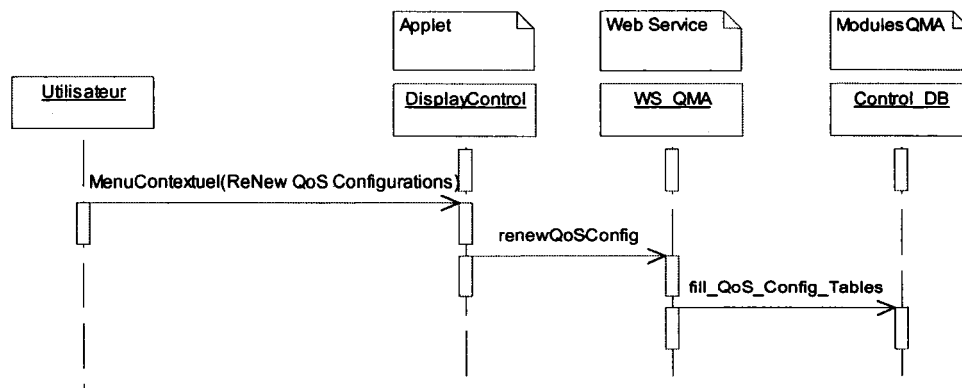 Applet
Web Service
ModulesQMA
Utilisateur
DisplayControl
WS_QMA
Control_DB
MenuContextuel(ReNew QoS Configurations)
renewQoSConfig
fill_QoS_Config_Tables